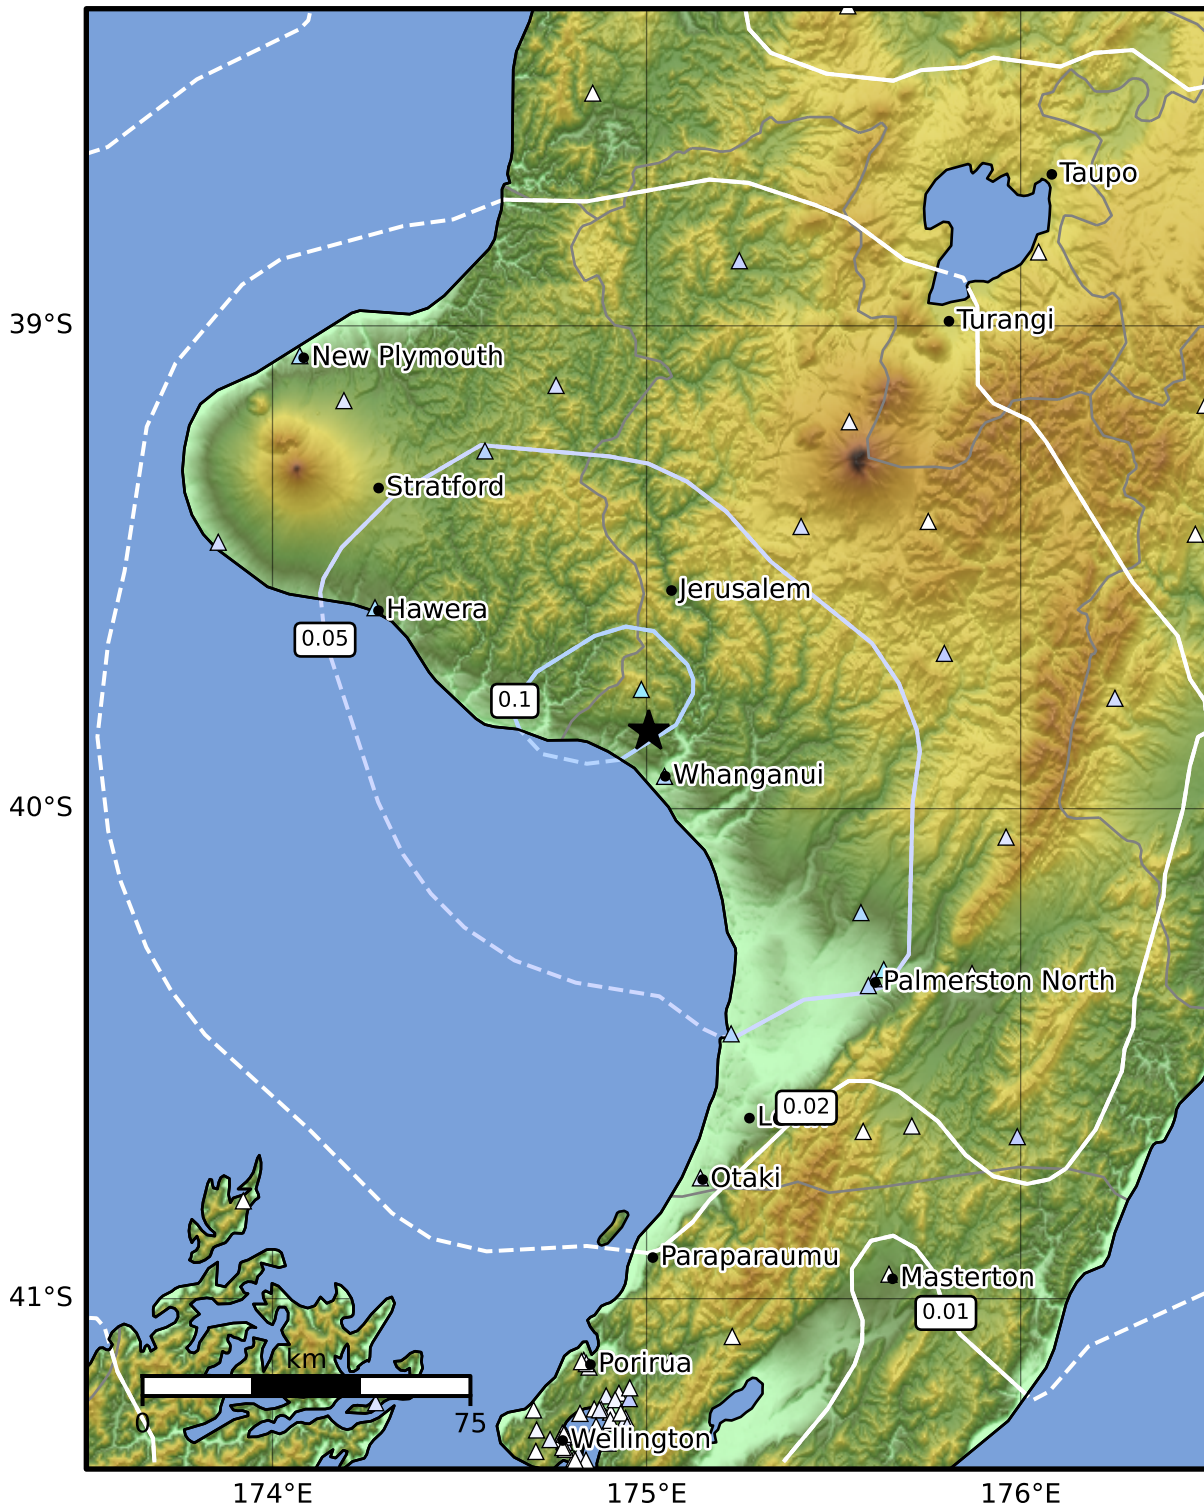 Taupo
39°S
Turangi
New Plymouth
Stratford
Jerusalem
Hawera
0.05
0.1
Whanganui
40°S
Palmerston North
0.02
Otaki
Paraparaumu
Masterton
41°S
0.01
km
Porirua
0
75
Wellington
174°E
175°E
176°E